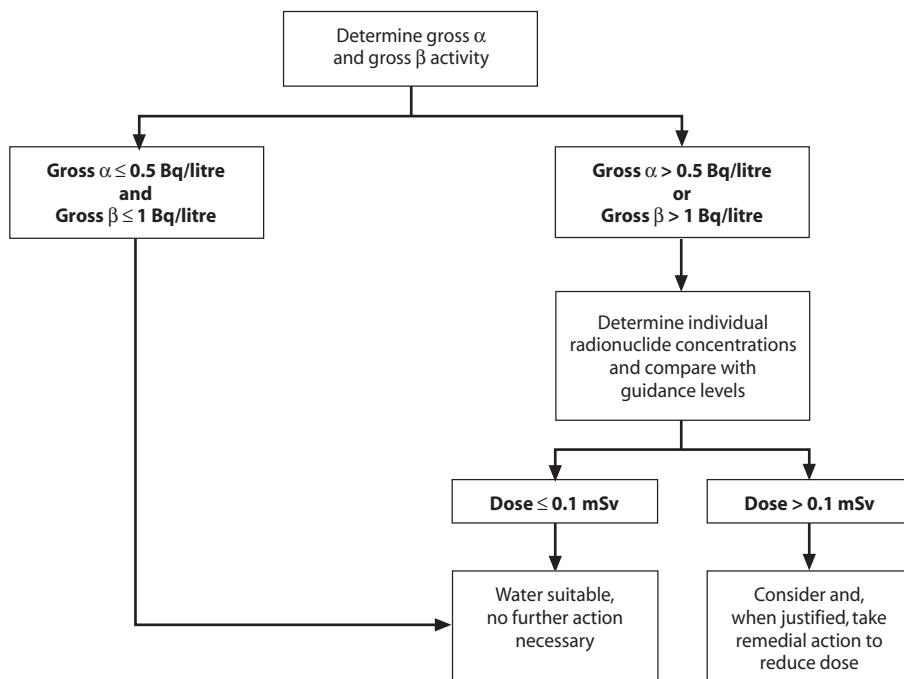 Determine gross α
and gross β activity
Gross α ≤ 0.5 Bq/litre
and
Gross β ≤ 1 Bq/litre
Gross α > 0.5 Bq/litre
or
Gross β > 1 Bq/litre
Determine individual
radionuclide concentrations
and compare with
guidance levels
Dose ≤ 0.1 mSv
Dose > 0.1 mSv
Water suitable,
no further action
necessary
Consider and,
when justified, take
remedial action to
reduce dose